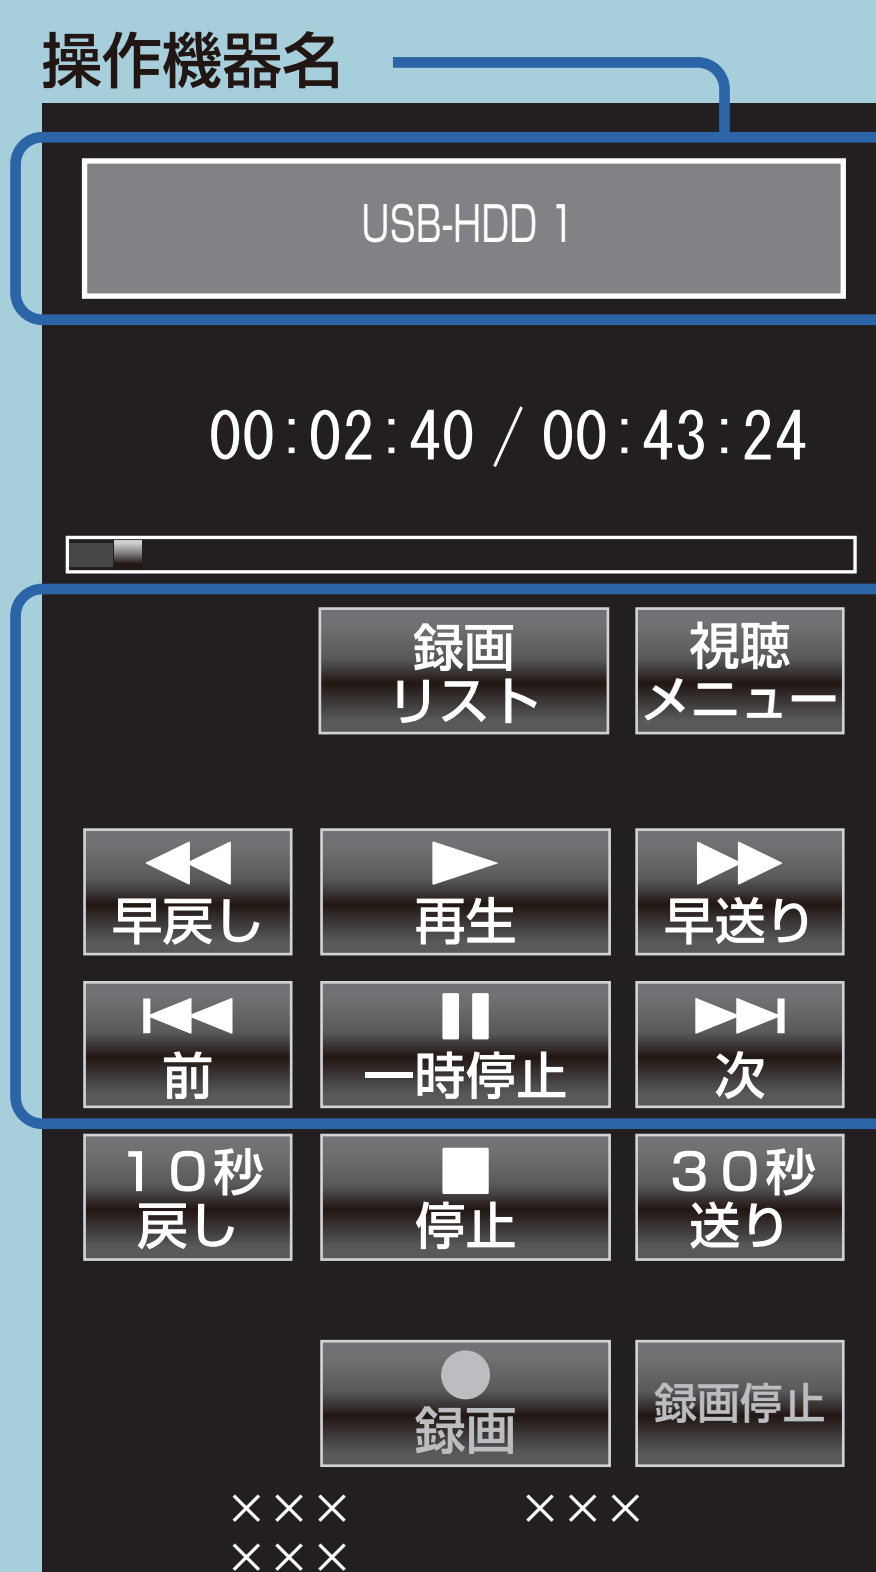 操作機器名
USB-HDD 1
00:02:40 / 00:43:24
録画
リスト
視聴
メニュー
早戻し
再生
早送り
前
一時停止
次
１０秒
戻し
停止
３０秒
送り
録画
録画停止
××× ×××
×××